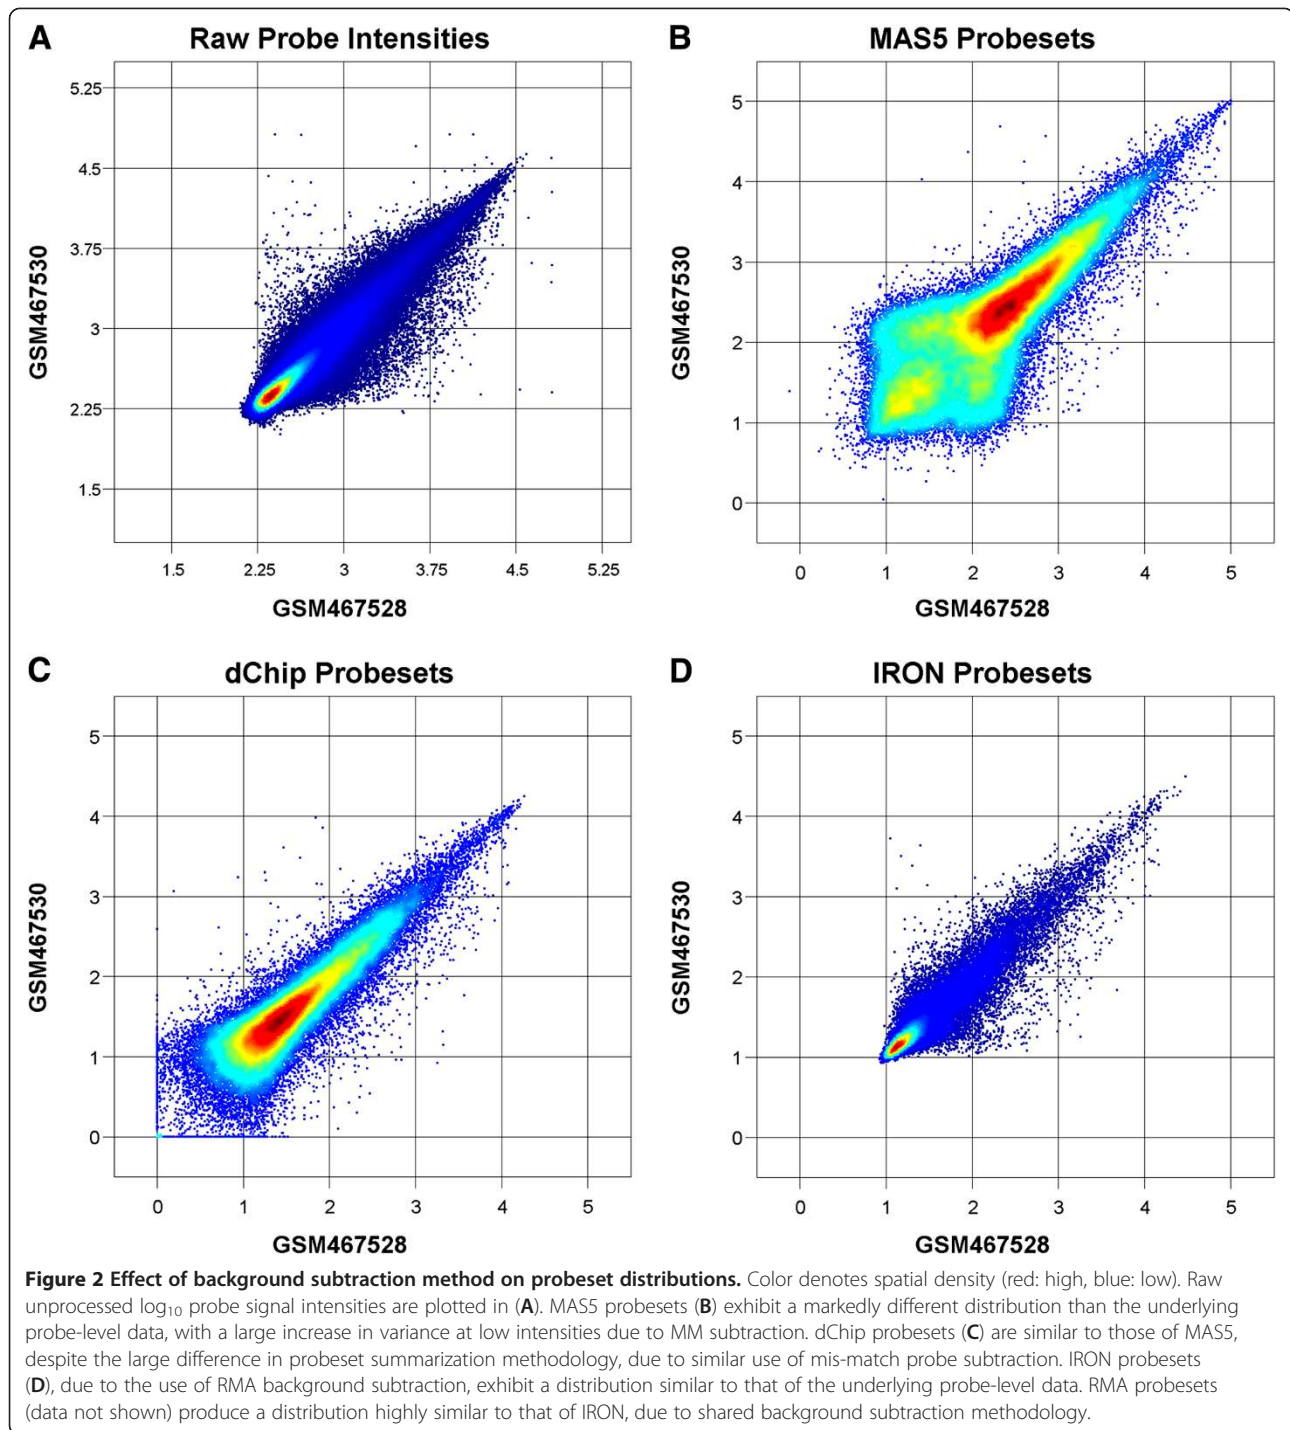 A
Raw Probe Intensities
5.25
4.5
3.75
3
2.25
1.5
GSM467530
1.5 2.25 3 3.75 4.5 5.25
GSM467528
B
MAS5 Probesets
5
4
3
2
1
0
GSM467530
0 1 2 3 4 5
GSM467528
C
dChip Probesets
5
4
3
2
1
0
GSM467530
0 1 2 3 4 5
GSM467528
D
IRON Probesets
5
4
3
2
1
0
GSM467530
0 1 2 3 4 5
GSM467528
Figure 2 Effect of background subtraction method on probeset distributions. Color denotes spatial density (red: high, blue: low). Raw
unprocessed log10 probe signal intensities are plotted in (A). MAS5 probesets (B) exhibit a markedly different distribution than the underlying
probe-level data, with a large increase in variance at low intensities due to MM subtraction. dChip probesets (C) are similar to those of MAS5,
despite the large difference in probeset summarization methodology, due to similar use of mis-match probe subtraction. IRON probesets
(D), due to the use of RMA background subtraction, exhibit a distribution similar to that of the underlying probe-level data. RMA probesets
(data not shown) produce a distribution highly similar to that of IRON, due to shared background subtraction methodology.